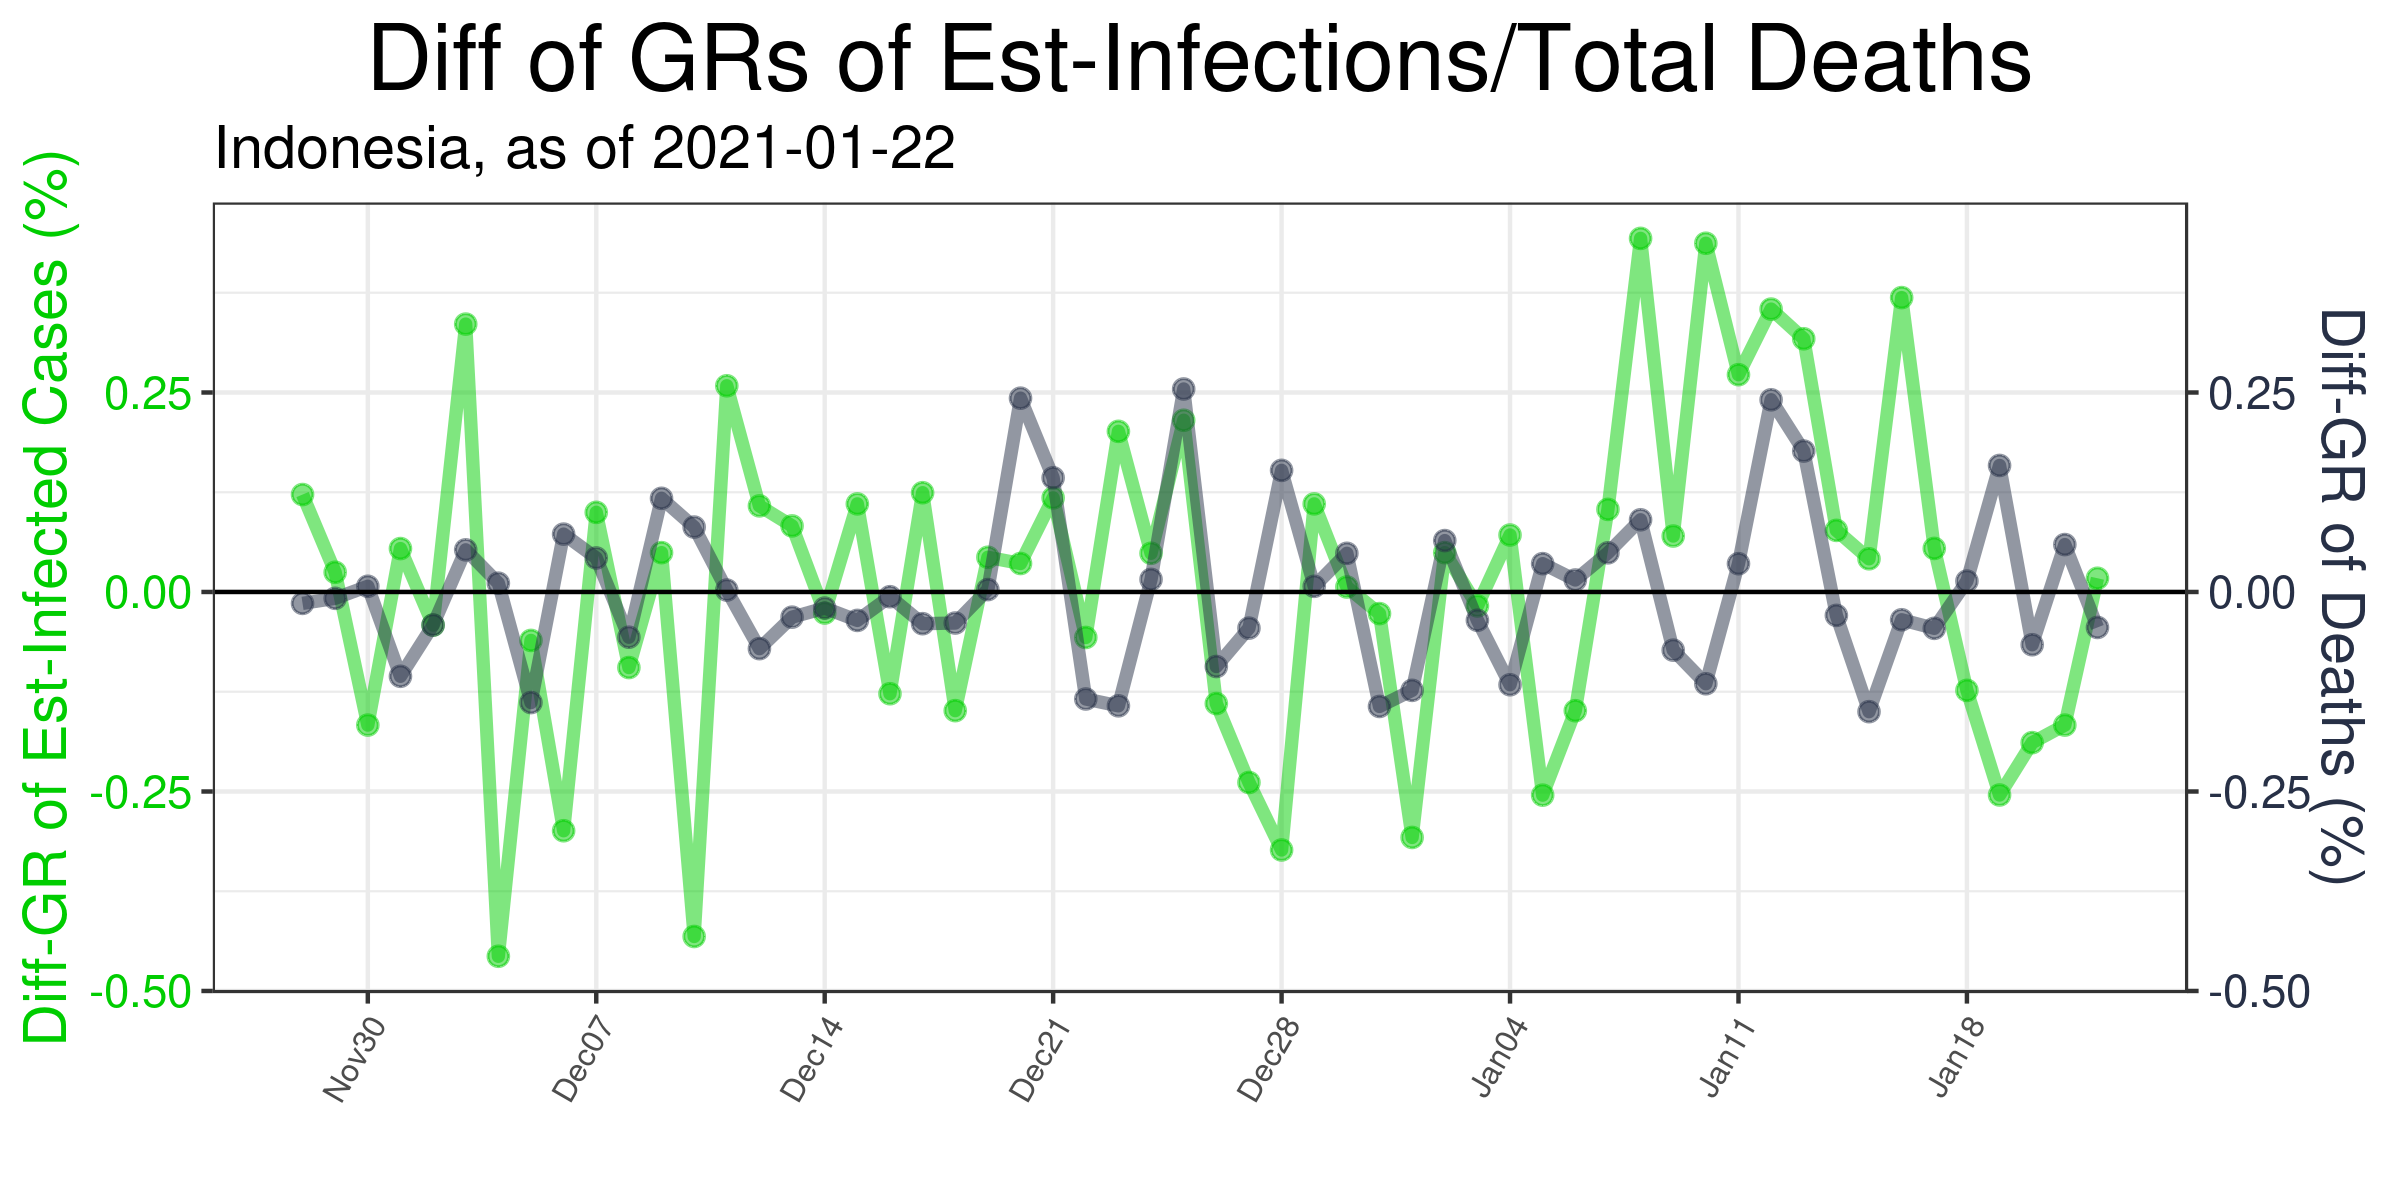 Diff of GRs of Est-Infections/Total Deaths
Indonesia, as of 2021-01-22
Diff-GR of Est-Infected Cases (%)
0.25
0.00
-0.25
-0.50
0.25
0.00
-0.25
-0.50
Diff-GR of Deaths (%)
Nov30
Dec07
Dec14
Dec21
Dec28
Jan04
Jan11
Jan18